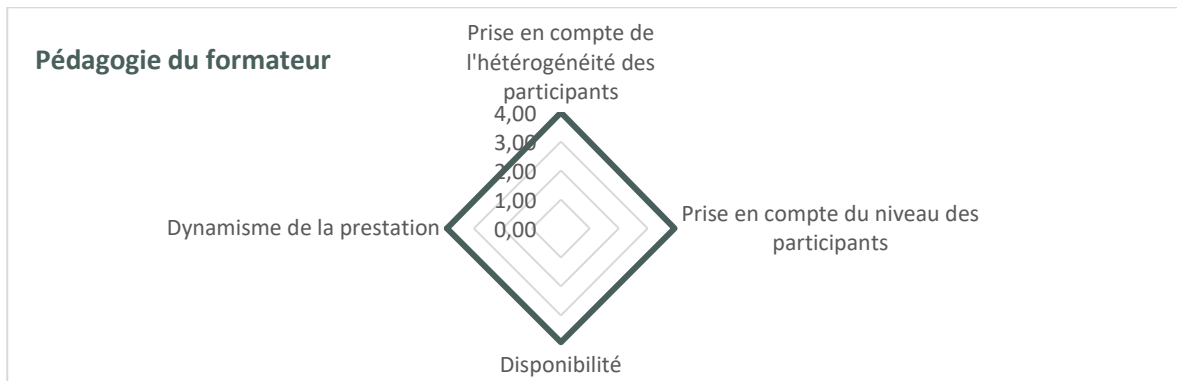 Pédagogie du formateur
Prise en compte de
l'hétérogénéité des
participants
4,00
3,00
2,00
1,00
0,00
Dynamisme de la prestation
Prise en compte du niveau des
participants
Disponibilité